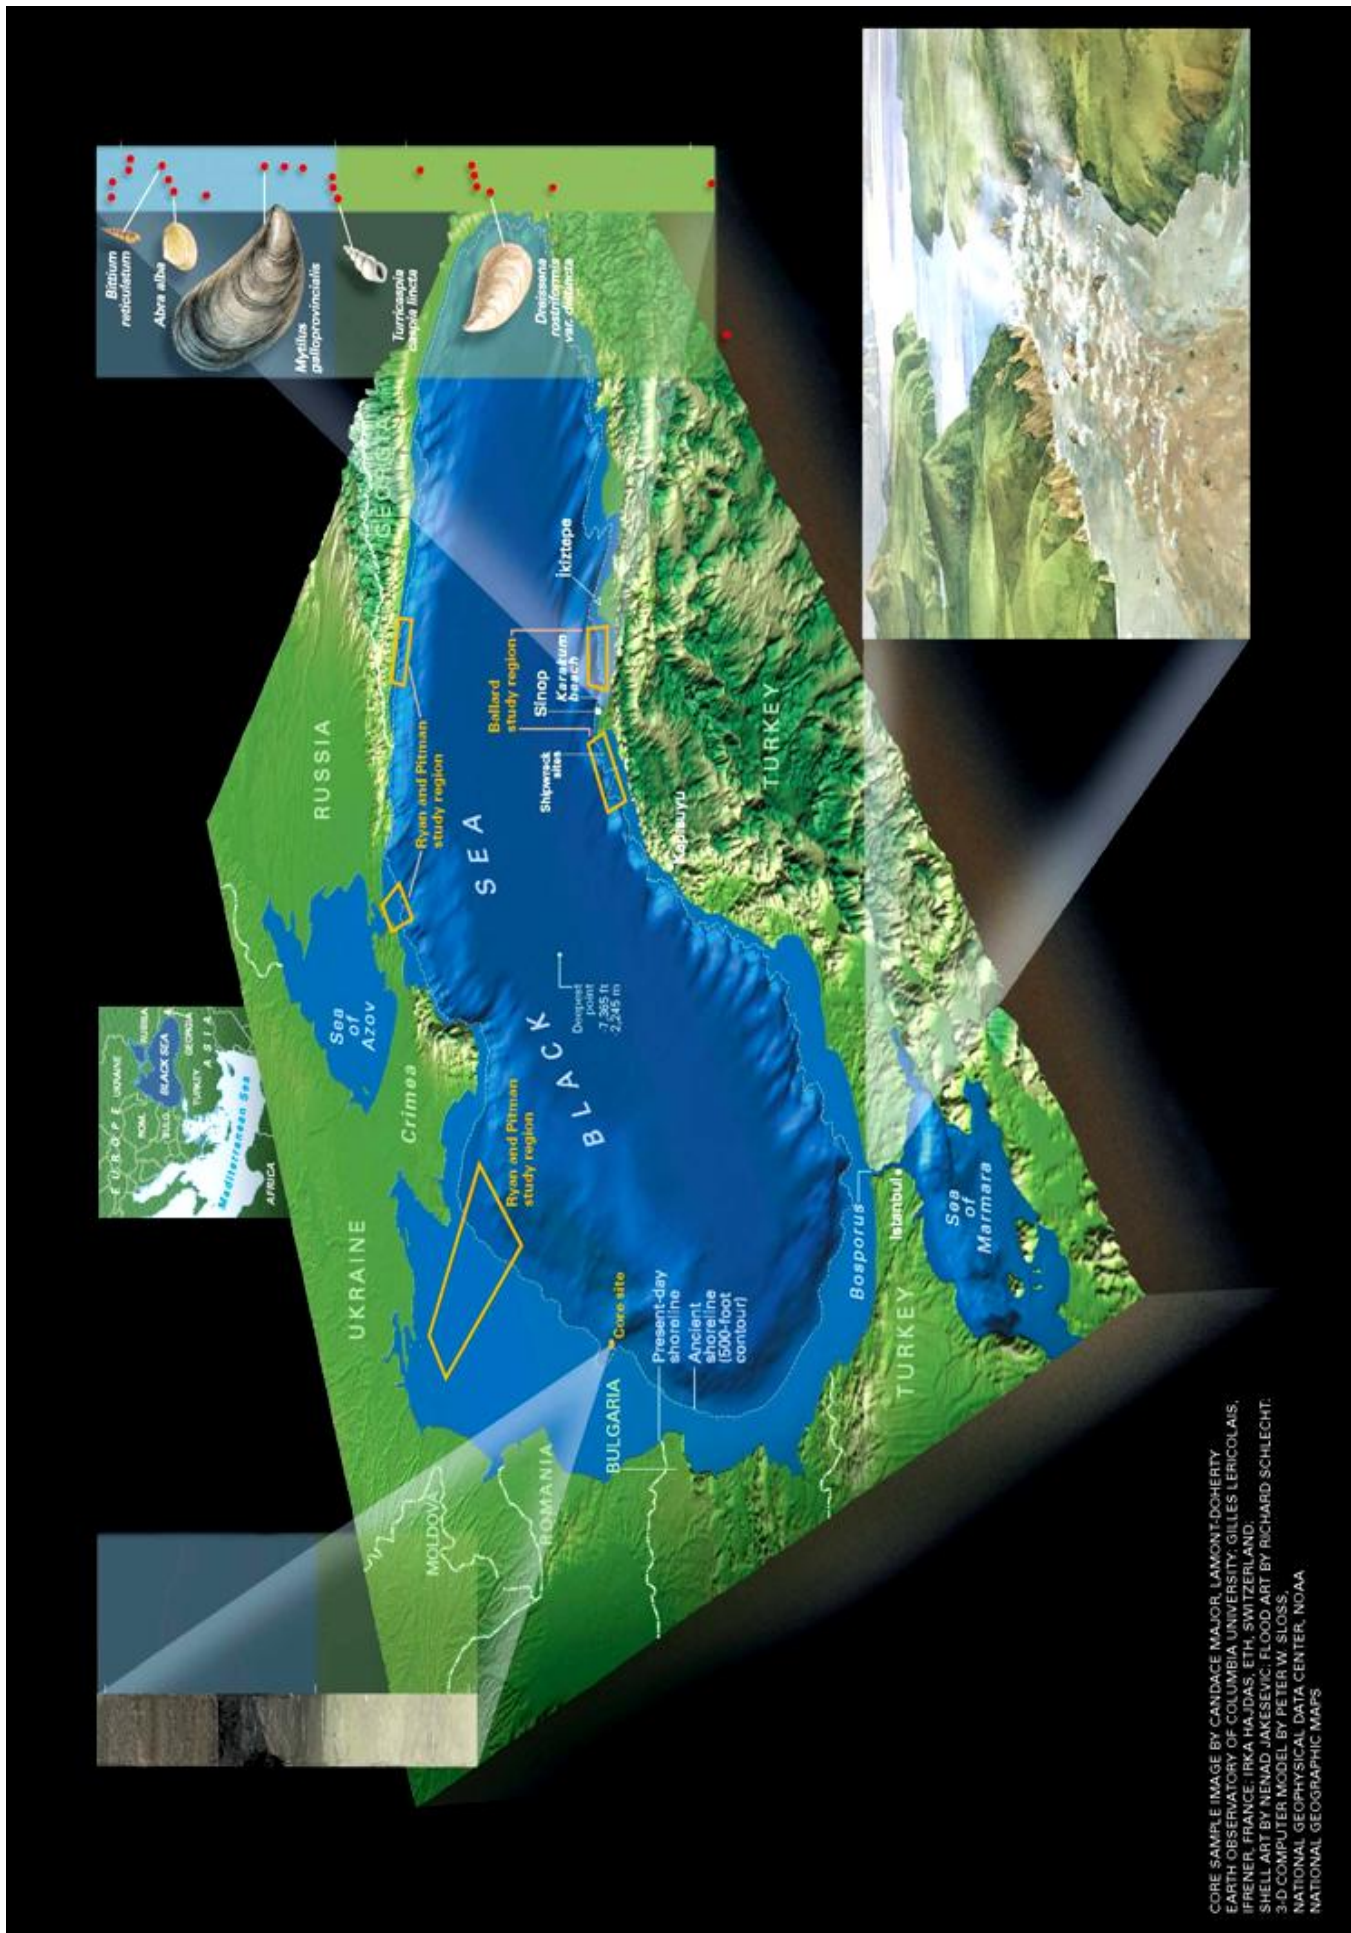 Bittium
reticulatum
Abra alba
Mytilus
galloprovincialis
Turricaspia
caspia lincta
Dreissena
rostriformis
var. distincta
EUROPE
UKRAINE
RUSSIA
ROM.
BULG.
BLACK SEA
GEORGIA
TURKEY
ASIA
Mediterranean Sea
AFRICA
MOLDOVA
ROMANIA
BULGARIA
UKRAINE
Crimea
Sea
of
Azov
RUSSIA
GEORGIA
Ryan and Pitman
study region
Ryan and Pitman
study region
BLACK SEA
Deepest
point
-7,365 ft
2,245 m
Core site
Present-day
shoreline
Ancient
shoreline
(500-foot
contour)
Ballard
study region
Sinop
Karakum
beach
İkiztepe
Shipwreck
sites
Kapisuyu
TURKEY
Bosporus
Istanbul
Sea
of
Marmara
TURKEY
CORE SAMPLE IMAGE BY CANDACE MAJOR, LAMONT-DOHERTY
EARTH OBSERVATORY OF COLUMBIA UNIVERSITY; GILLES LERICOLAIS,
IFRENER, FRANCE; IRKA HAJDAS, ETH, SWITZERLAND;
SHELL ART BY NENAD JAKESEVIC; FLOOD ART BY RICHARD SCHLECHT;
3-D COMPUTER MODEL BY PETER W. SLOSS,
NATIONAL GEOPHYSICAL DATA CENTER, NOAA
NATIONAL GEOGRAPHIC MAPS